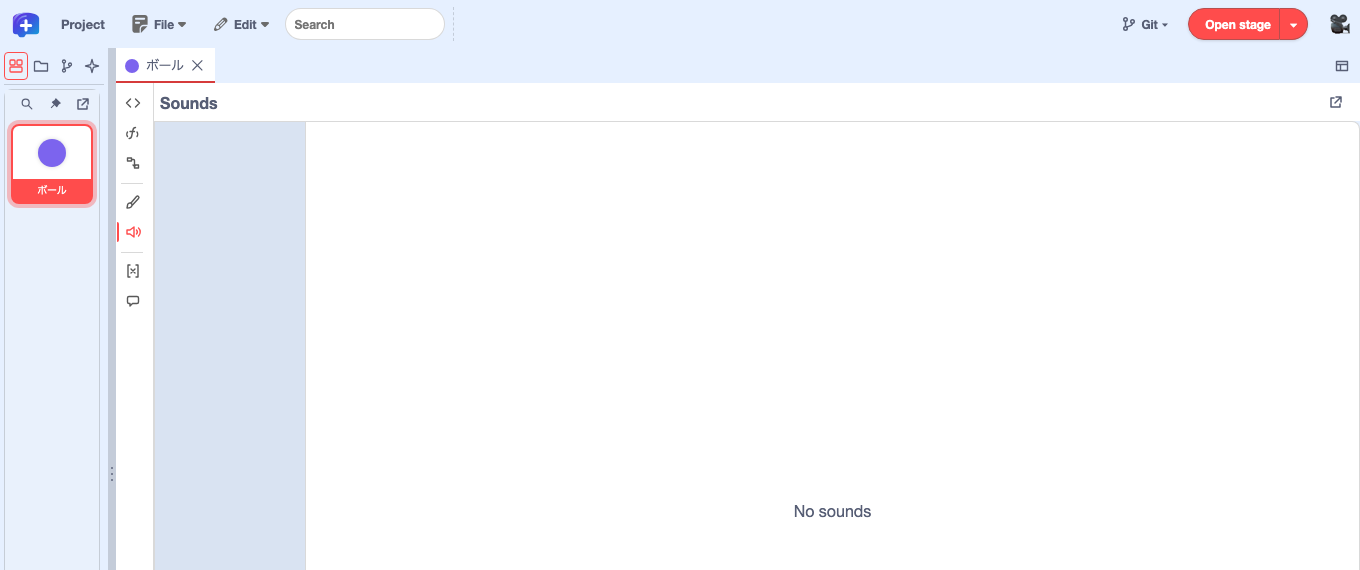 Project
File
Edit
Search
Git
Open stage
ボール
Sounds
ボール
No sounds